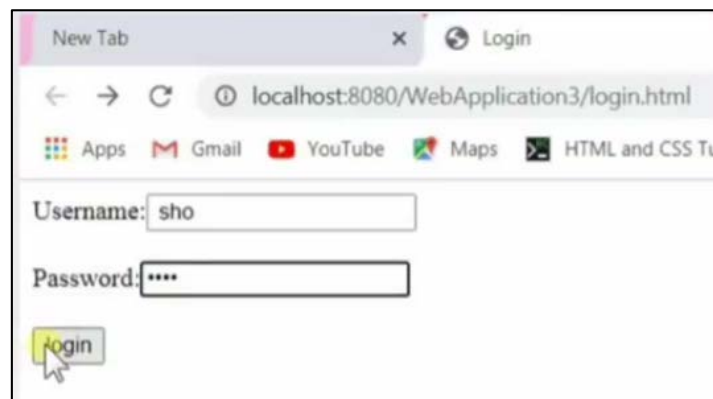 New Tab × Login
localhost:8080/WebApplication3/login.html
Apps Gmail YouTube Maps HTML and CSS Tu
Username: sho
Password: ••••
login